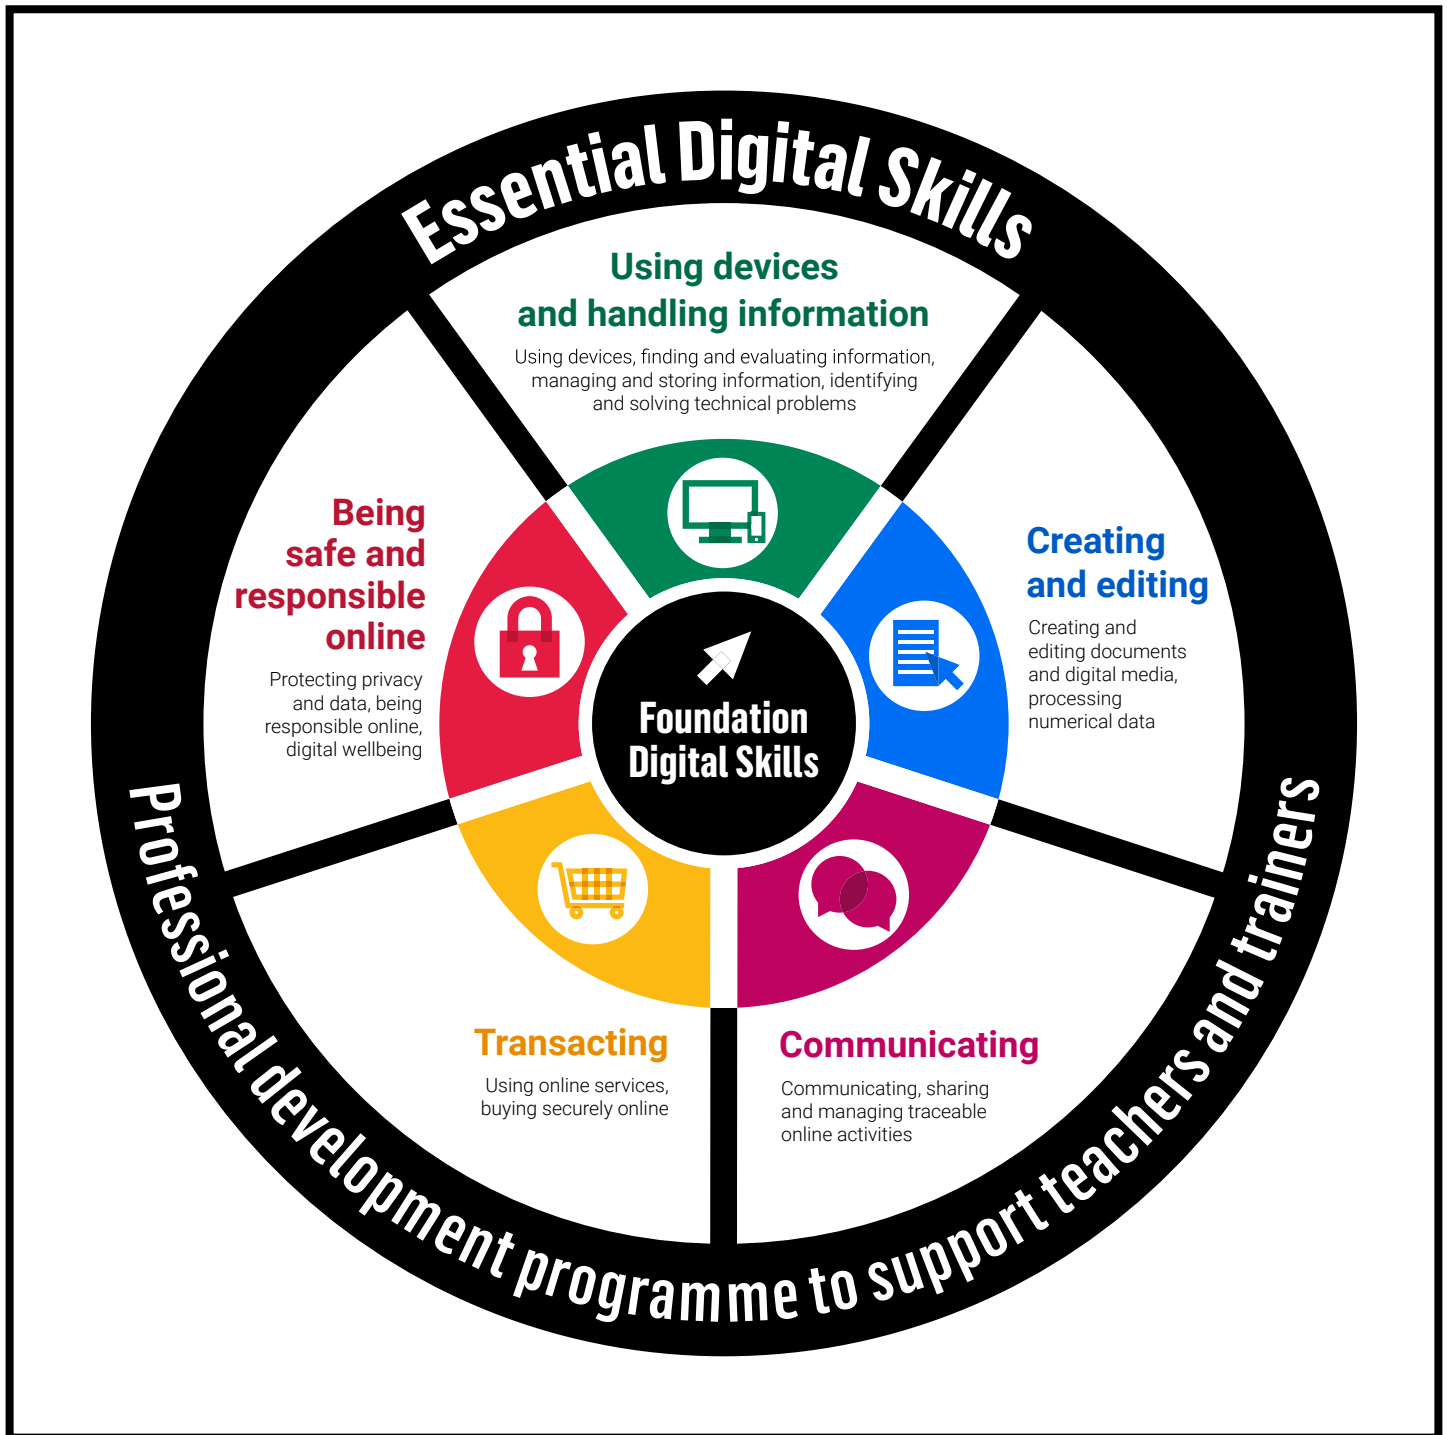 Essential Digital Skills
Using devices
and handling information
Using devices, finding and evaluating information,
managing and storing information, identifying
and solving technical problems
Creating
and editing
Creating and
editing documents
and digital media,
processing
numerical data
Communicating
Communicating, sharing
and managing traceable
online activities
Transacting
Using online services,
buying securely online
Being
safe and
responsible
online
Protecting privacy
and data, being
responsible online,
digital wellbeing
Foundation
Digital Skills
Professional development programme to support teachers and trainers